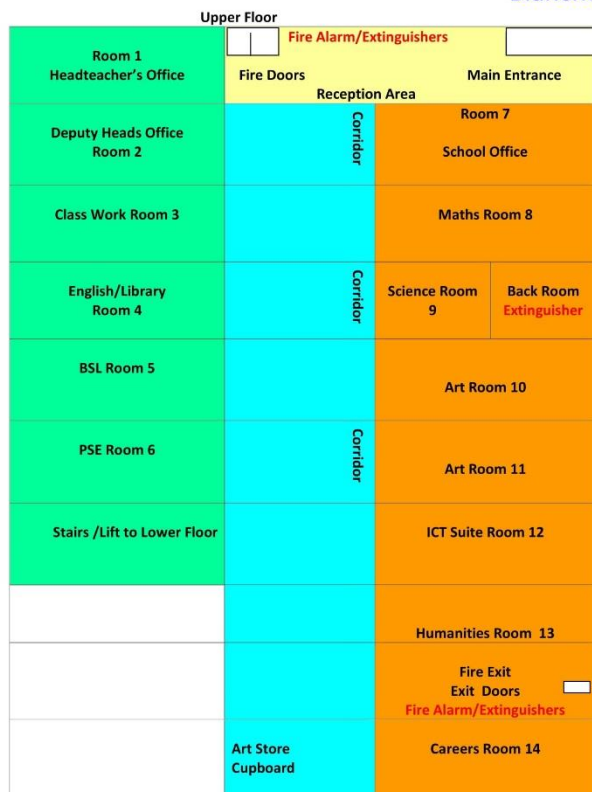 Upper Floor
Room 1
Headteacher's Office
Fire Alarm/Extinguishers
Fire Doors
Main Entrance
Reception Area
Deputy Heads Office
Room 2
Corridor
Room 7
School Office
Class Work Room 3
Maths Room 8
English/Library
Room 4
Corridor
Science Room
9
Back Room
Extinguisher
BSL Room 5
Art Room 10
PSE Room 6
Corridor
Art Room 11
Stairs /Lift to Lower Floor
ICT Suite Room 12
Humanities Room 13
Fire Exit
Exit Doors
Fire Alarm/Extinguishers
Art Store
Cupboard
Careers Room 14